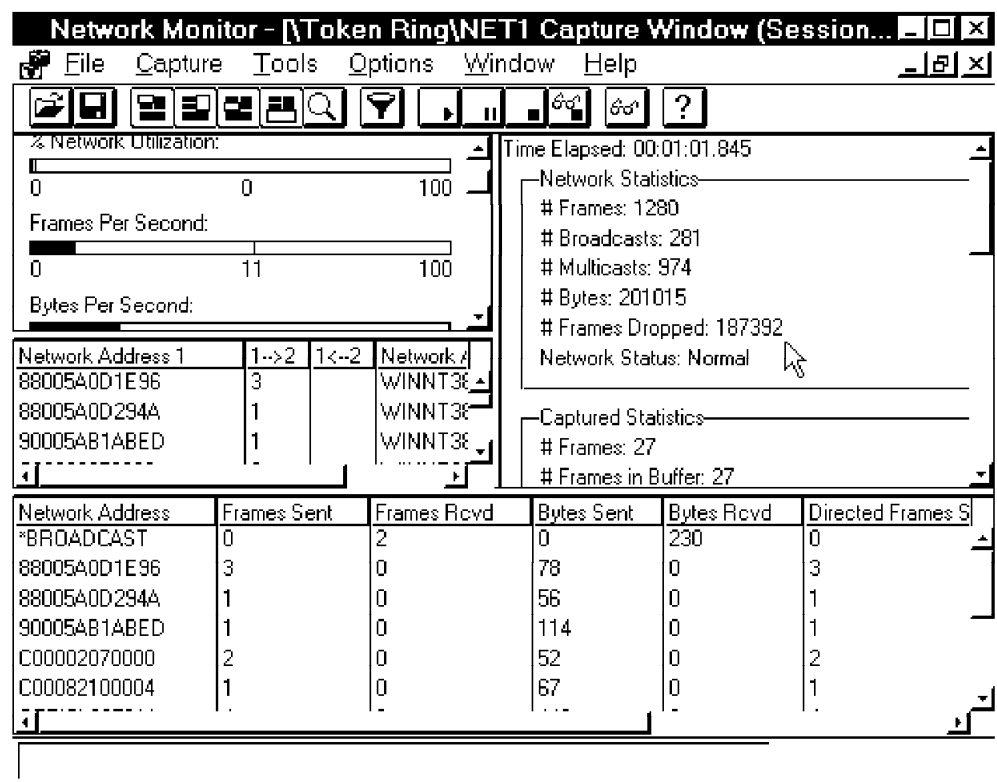 Network Monitor - [\Token Ring\NET1 Capture Window (Session...
File Capture Tools Options Window Help
?
% Network Utilization:
0 0 100
Frames Per Second:
0 11 100
Bytes Per Second:
Time Elapsed: 00:01:01.845
Network Statistics
# Frames: 1280
# Broadcasts: 281
# Multicasts: 974
# Bytes: 201015
# Frames Dropped: 187392
Network Status: Normal
Captured Statistics
# Frames: 27
# Frames in Buffer: 27
Network Address 1 1-->2 1<--2 Network
88005A0D1E96 3 WINNT
88005A0D294A 1 WINNT
90005AB1ABED 1 WINNT
Network Address Frames Sent Frames Rcvd Bytes Sent Bytes Rcvd Directed Frames S
*BROADCAST 0 2 0 230 0
88005A0D1E96 3 0 78 0 3
88005A0D294A 1 0 56 0 1
90005AB1ABED 1 0 114 0 1
C00002070000 2 0 52 0 2
C00082100004 1 0 67 0 1